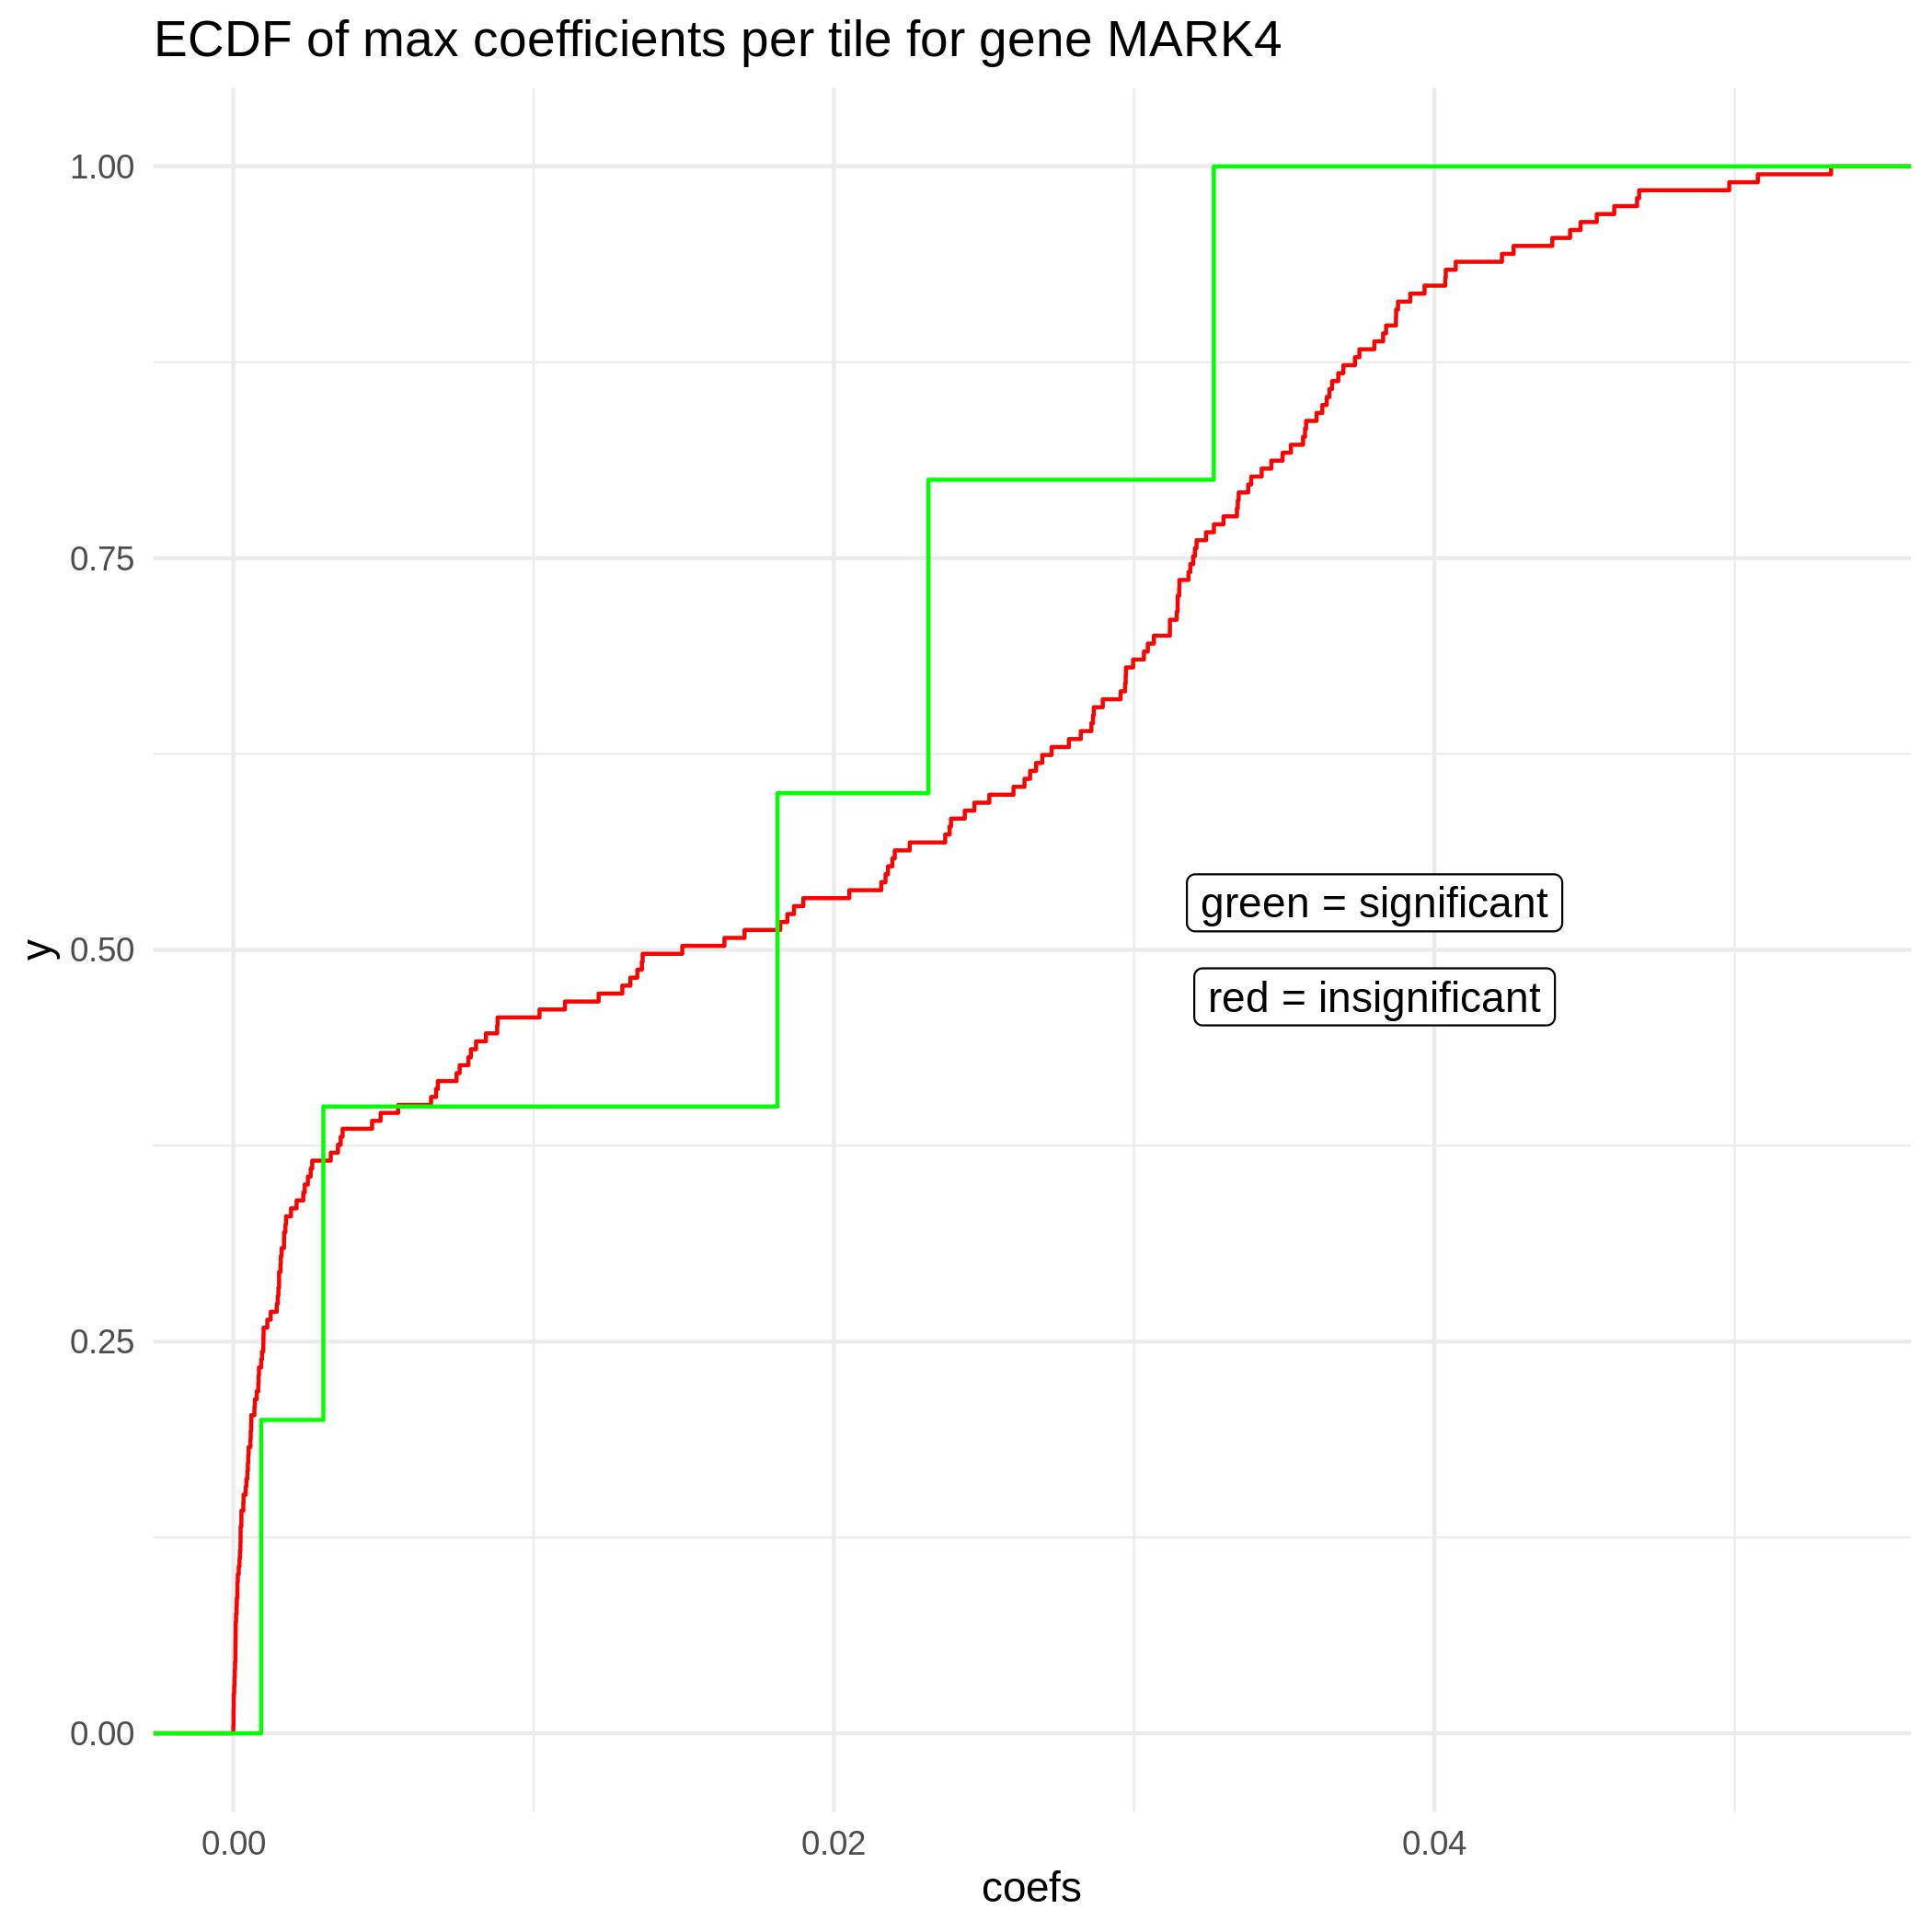 ECDF of max coefficients per tile for gene MARK4
1.00
0.75
0.50
0.25
0.00
y
green = significant
red = insignificant
0.00 0.02 0.04
coefs